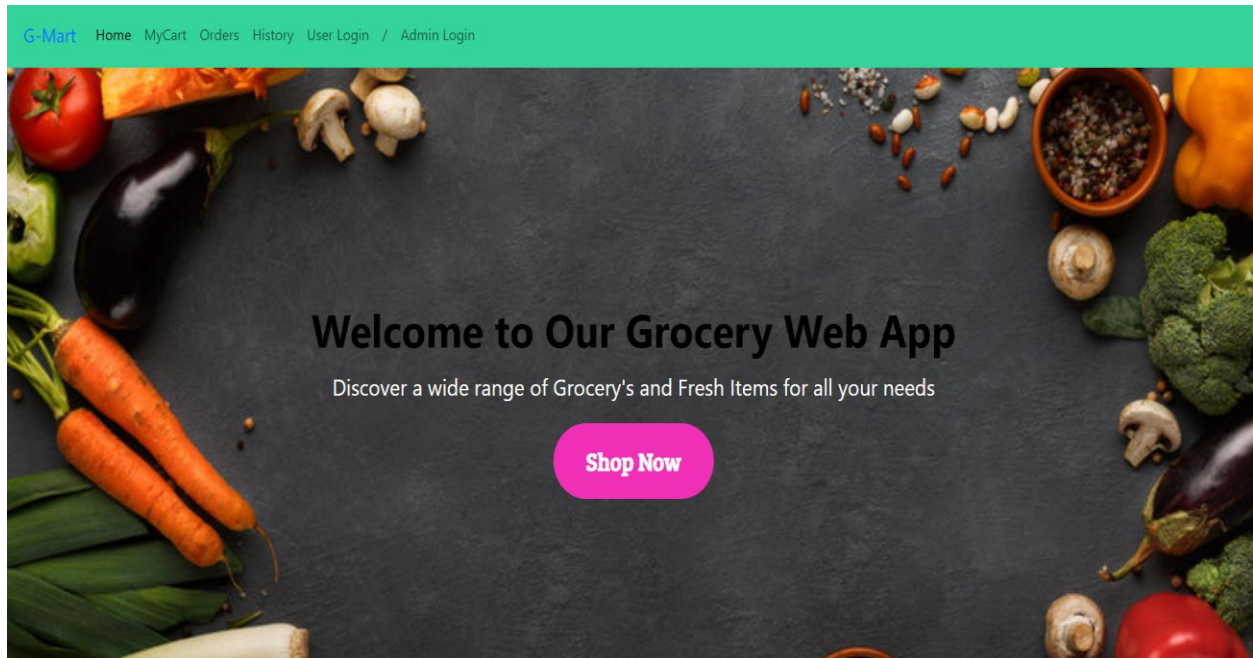 G-Mart Home MyCart Orders History User Login / Admin Login
Welcome to Our Grocery Web App
Discover a wide range of Grocery's and Fresh Items for all your needs
Shop Now